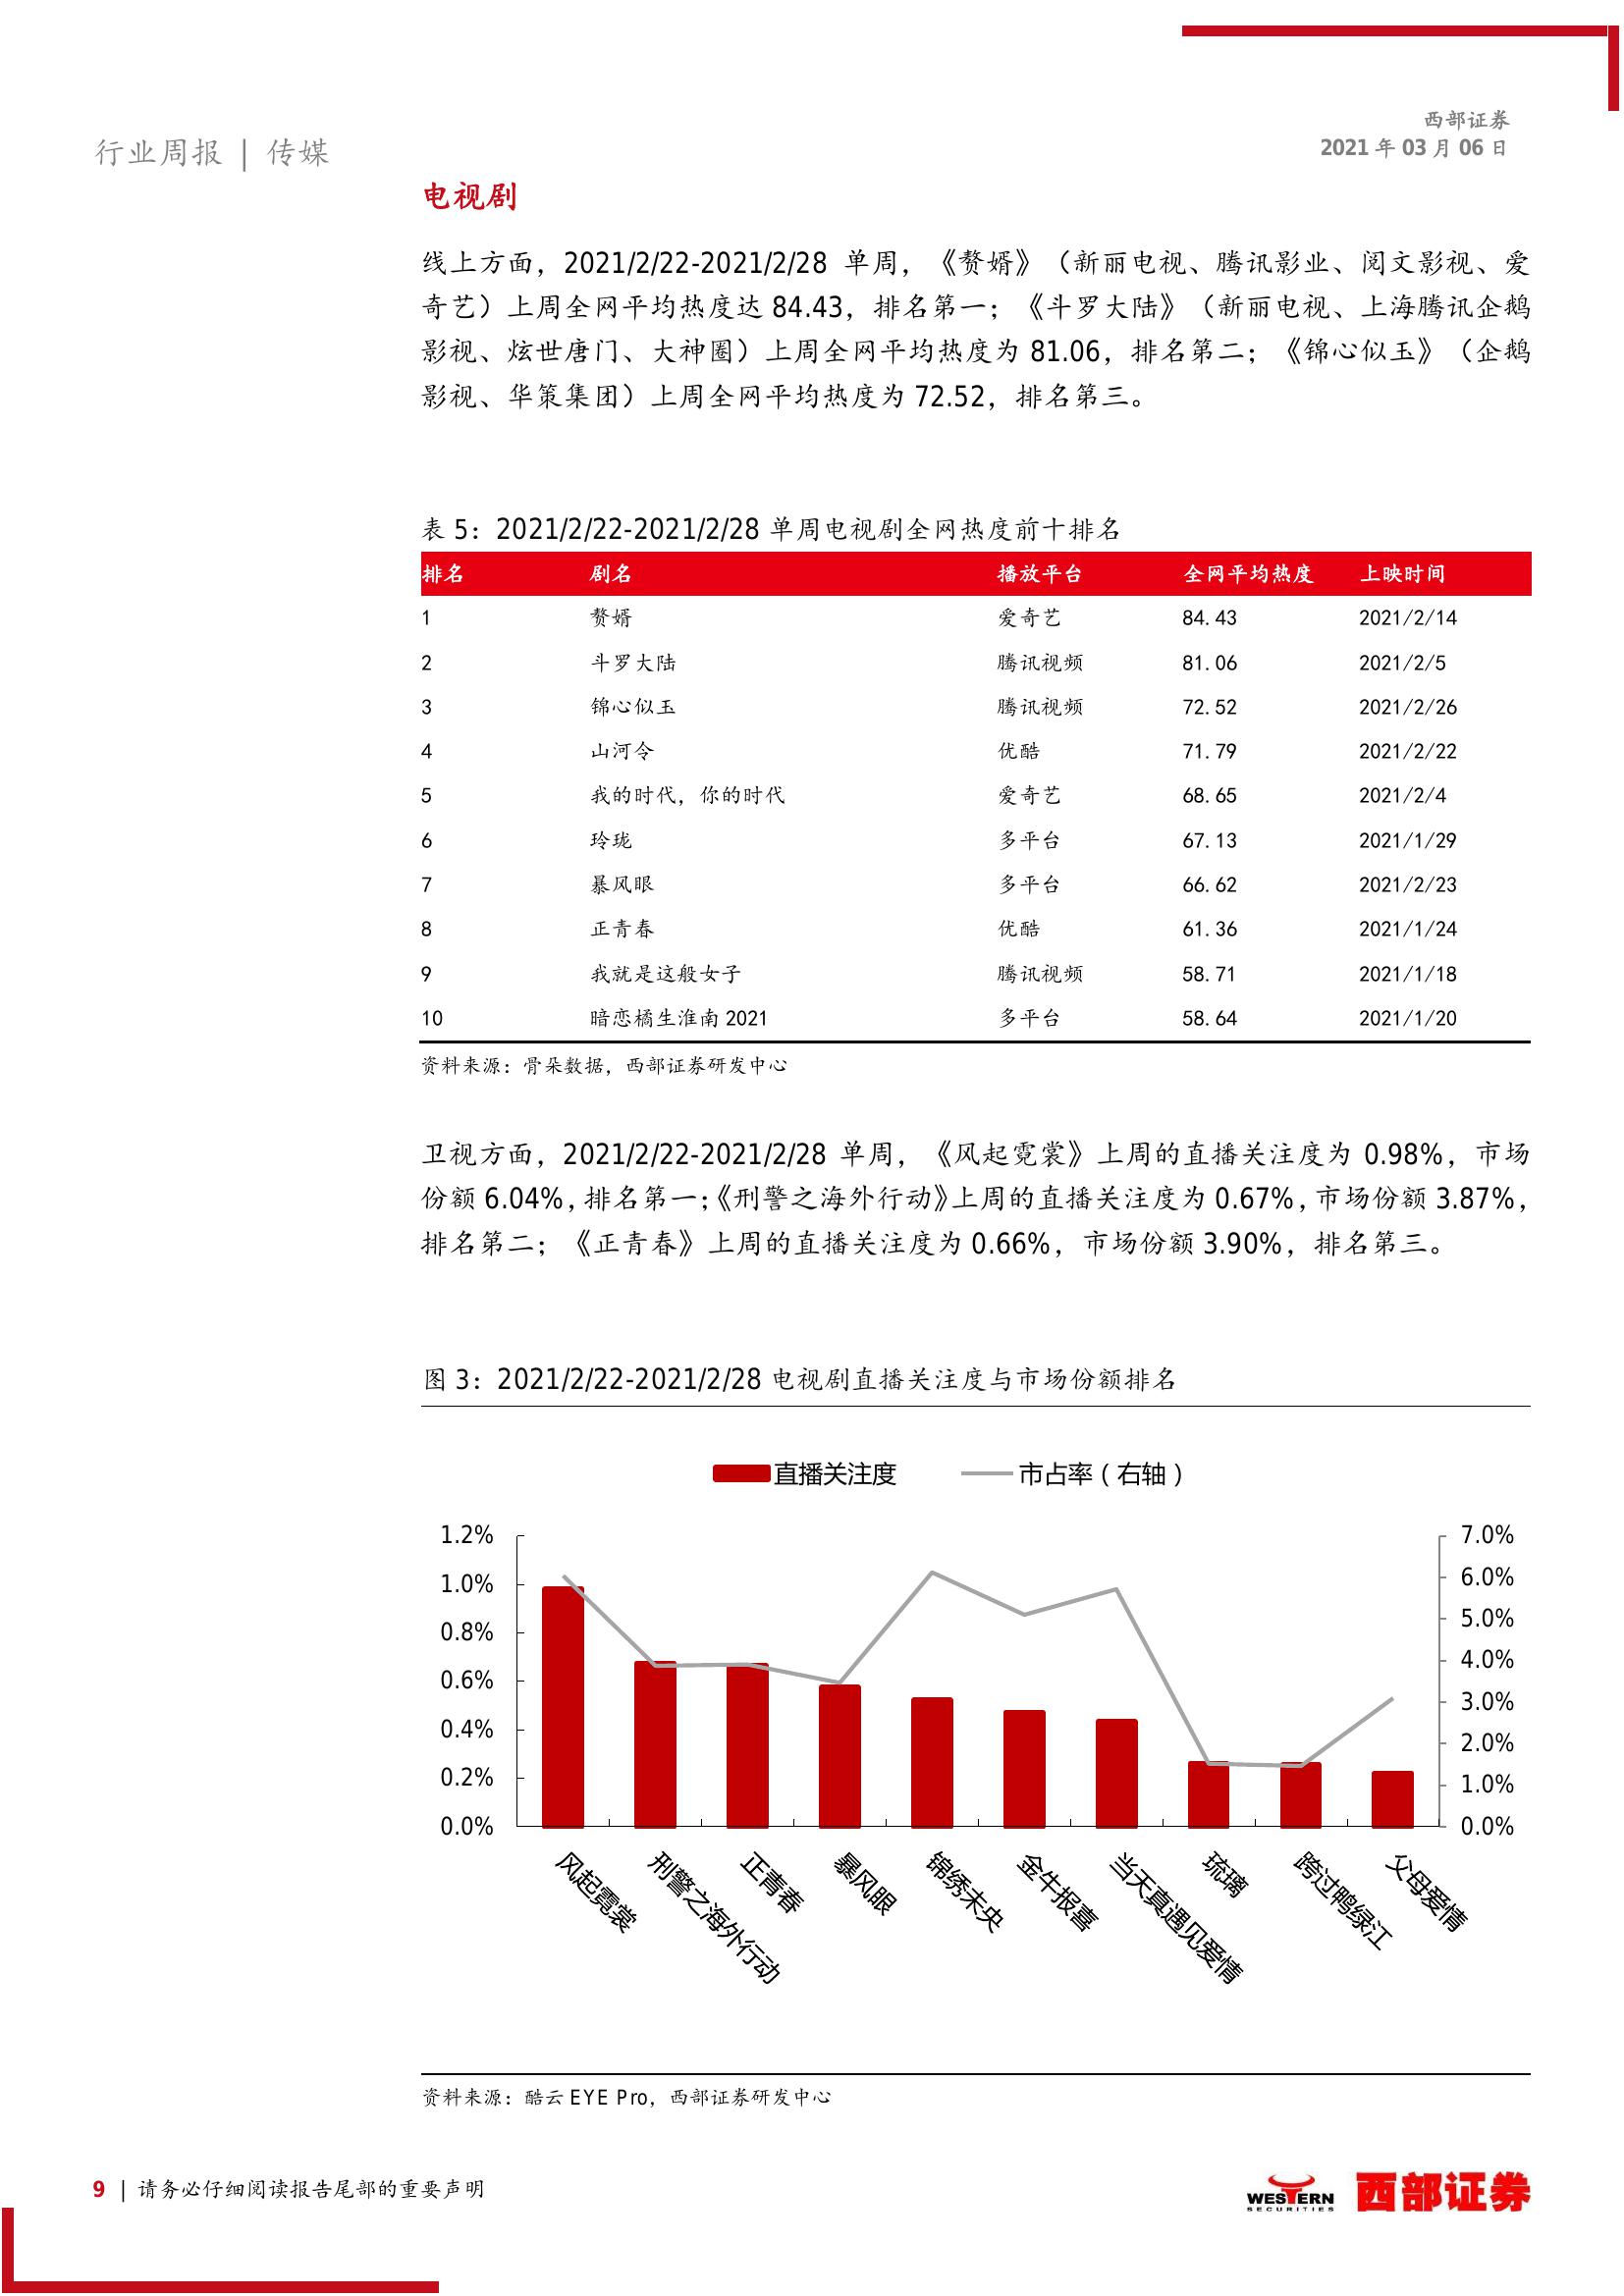 西部证券
2021 年 03 月 06 日
行业周报 | 传媒
电视剧
线上方面，2021/2/22-2021/2/28 单周，《赘婿》（新丽电视、腾讯影业、阅文影视、爱
奇艺）上周全网平均热度达 84.43，排名第一；《斗罗大陆》（新丽电视、上海腾讯企鹅
影视、炫世唐门、大神圈）上周全网平均热度为 81.06，排名第二；《锦心似玉》（企鹅
影视、华策集团）上周全网平均热度为 72.52，排名第三。
表 5：2021/2/22-2021/2/28 单周电视剧全网热度前十排名
排名 剧名 播放平台 全网平均热度 上映时间
1 赘婿 爱奇艺 84.43 2021/2/14
2 斗罗大陆 腾讯视频 81.06 2021/2/5
3 锦心似玉 腾讯视频 72.52 2021/2/26
4 山河令 优酷 71.79 2021/2/22
5 我的时代，你的时代 爱奇艺 68.65 2021/2/4
6 玲珑 多平台 67.13 2021/1/29
7 暴风眼 多平台 66.62 2021/2/23
8 正青春 优酷 61.36 2021/1/24
9 我就是这般女子 腾讯视频 58.71 2021/1/18
10 暗恋橘生淮南 2021 多平台 58.64 2021/1/20
资料来源：骨朵数据，西部证券研发中心
卫视方面，2021/2/22-2021/2/28 单周，《风起霓裳》上周的直播关注度为 0.98%，市场
份额 6.04%，排名第一；《刑警之海外行动》上周的直播关注度为 0.67%，市场份额 3.87%，
排名第二；《正青春》上周的直播关注度为 0.66%，市场份额 3.90%，排名第三。
图 3：2021/2/22-2021/2/28 电视剧直播关注度与市场份额排名
直播关注度 市占率（右轴）
1.2% 7.0%
1.0% 6.0%
0.8% 5.0%
0.6% 4.0%
0.4% 3.0%
0.2% 2.0%
0.0% 1.0%
0.0%
风起霓裳
刑警之海外行动
正青春
暴风眼
锦绣未央
金牛报喜
当天真遇见爱情
琉璃
跨过鸭绿江
父母爱情
资料来源：酷云 EYE Pro，西部证券研发中心
9 | 请务必仔细阅读报告尾部的重要声明
WESTERN
SECURITIES
西部证券